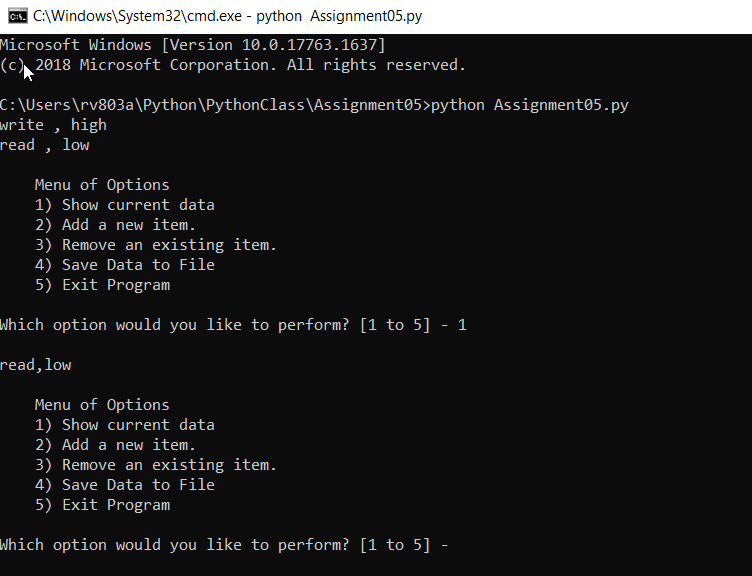 C:\Windows\System32\cmd.exe - python  Assignment05.py
Microsoft Windows [Version 10.0.17763.1637]
(c) 2018 Microsoft Corporation. All rights reserved.
C:\Users\rv803a\Python\PythonClass\Assignment05>python Assignment05.py
write , high
read , low
Menu of Options
1) Show current data
2) Add a new item.
3) Remove an existing item.
4) Save Data to File
5) Exit Program
Which option would you like to perform? [1 to 5] - 1
read,low
Menu of Options
1) Show current data
2) Add a new item.
3) Remove an existing item.
4) Save Data to File
5) Exit Program
Which option would you like to perform? [1 to 5] -